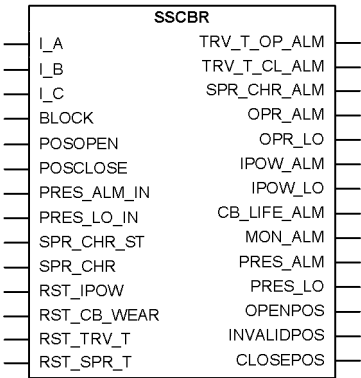 SSCBR
I_A TRV_T_OP_ALM
I_B TRV_T_CL_ALM
I_C SPR_CHR_ALM
BLOCK OPR_ALM
POSOPEN OPR_LO
POSCLOSE IPOW_ALM
PRES_ALM_IN IPOW_LO
PRES_LO_IN CB_LIFE_ALM
SPR_CHR_ST MON_ALM
SPR_CHR PRES_ALM
RST_IPOW PRES_LO
RST_CB_WEAR OPENPOS
RST_TRV_T INVALIDPOS
RST_SPR_T CLOSEPOS